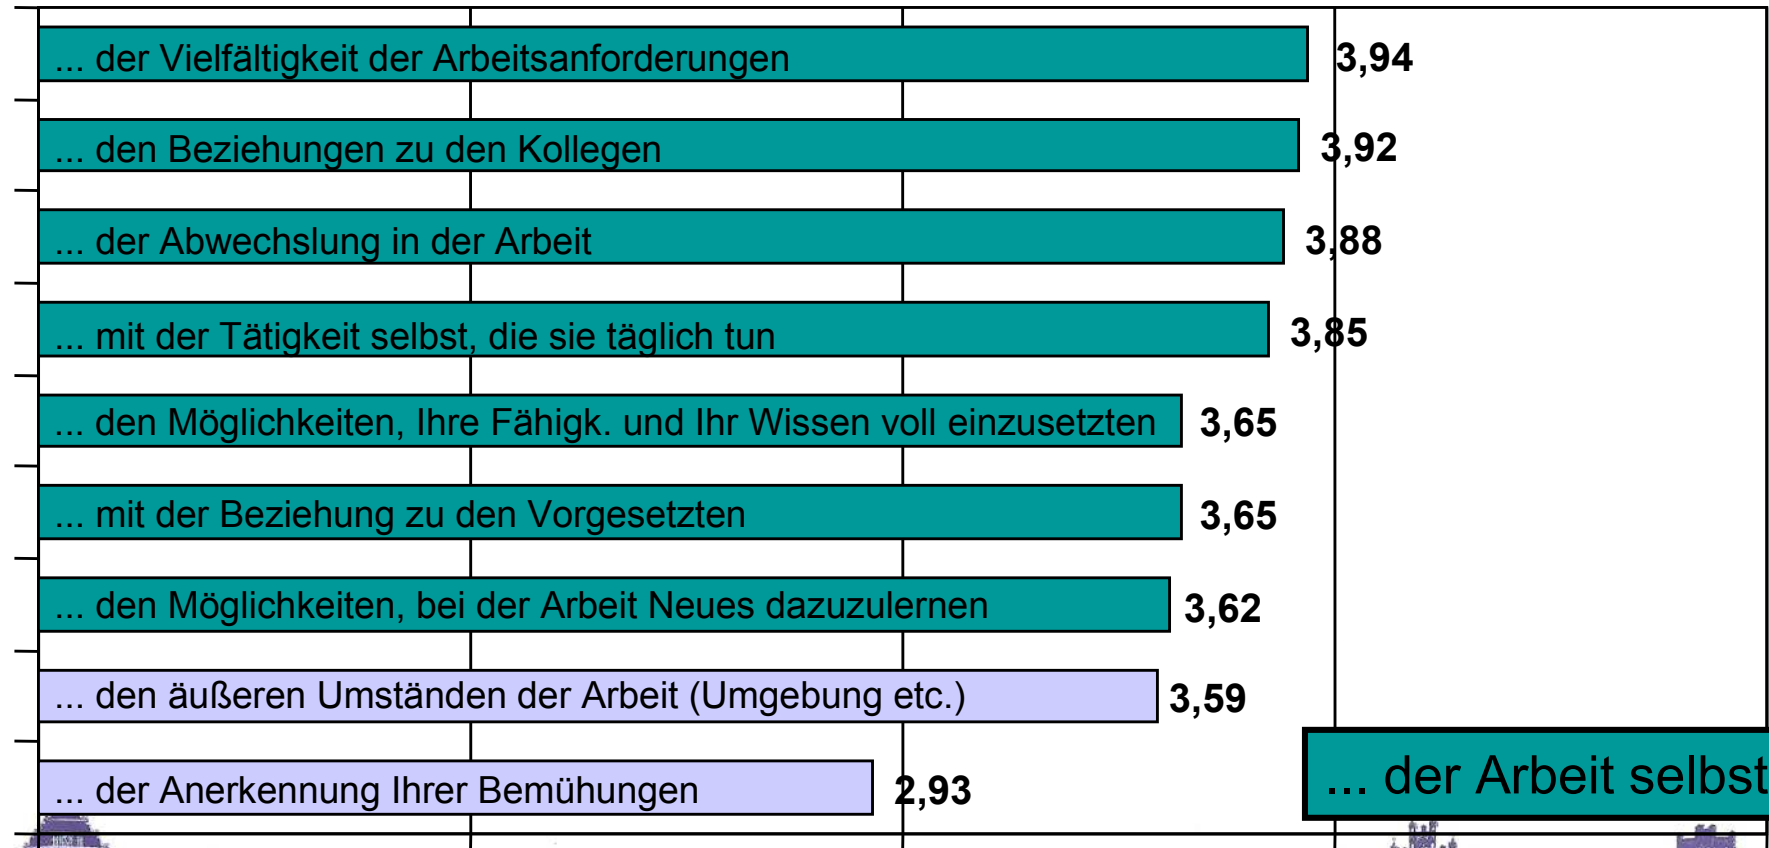 ... der Vielfältigkeit der Arbeitsanforderungen 3,94
... den Beziehungen zu den Kollegen 3,92
... der Abwechslung in der Arbeit 3,88
... mit der Tätigkeit selbst, die sie täglich tun 3,85
... den Möglichkeiten, Ihre Fähigk. und Ihr Wissen voll einzusetzten 3,65
... mit der Beziehung zu den Vorgesetzten 3,65
... den Möglichkeiten, bei der Arbeit Neues dazuzulernen 3,62
... den äußeren Umständen der Arbeit (Umgebung etc.) 3,59
... der Anerkennung Ihrer Bemühungen 2,93
... der Arbeit selbst